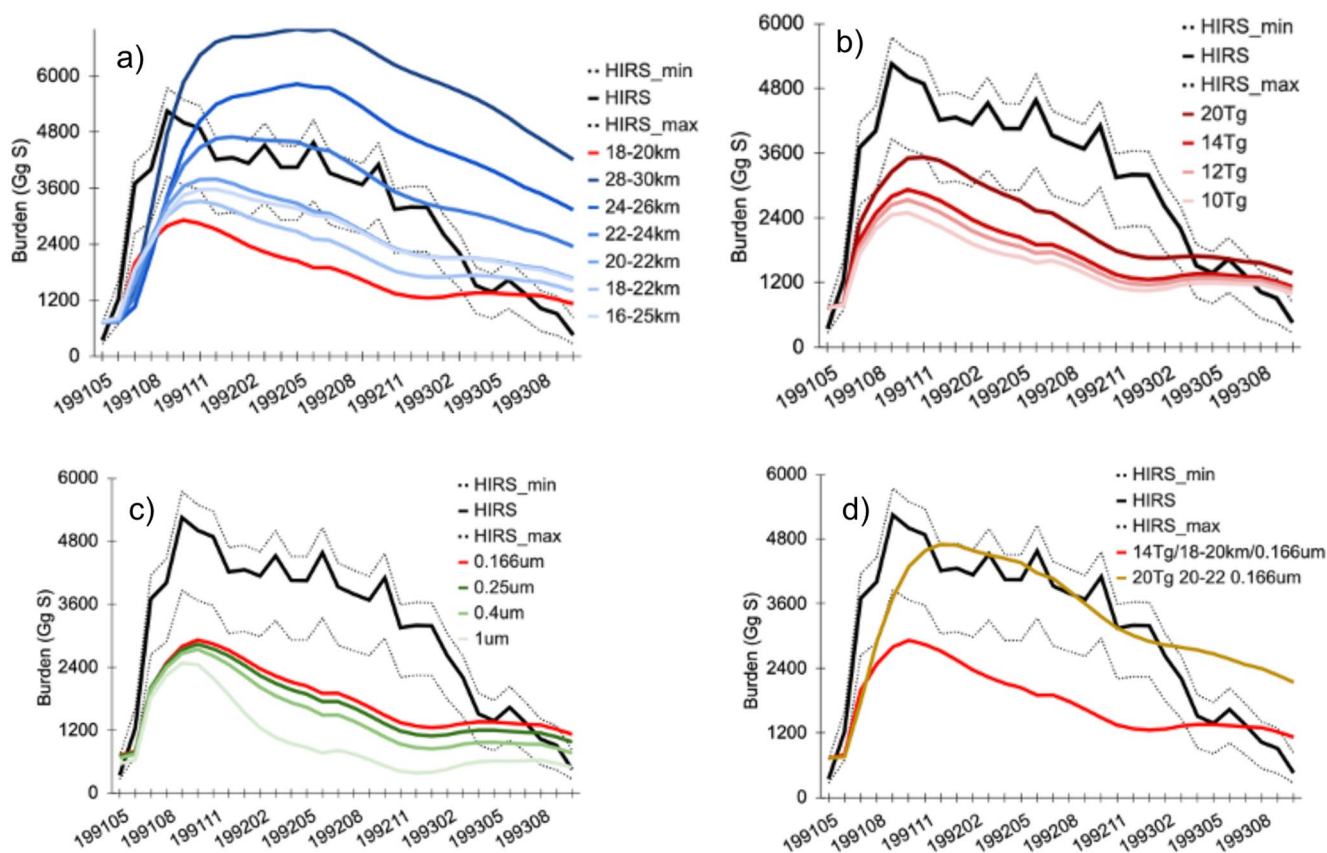 a)
6000
4800
3600
2400
1200
0
Burden (Gg S)
199105
199108
199111
199202
199205
199208
199211
199302
199305
199308
HIRS_min
HIRS
HIRS_max
18-20km
28-30km
24-26km
22-24km
20-22km
18-22km
16-25km
b)
6000
4800
3600
2400
1200
0
Burden (Gg S)
199105
199108
199111
199202
199205
199208
199211
199302
199305
199308
HIRS_min
HIRS
HIRS_max
20Tg
14Tg
12Tg
10Tg
c)
6000
4800
3600
2400
1200
0
Burden (Gg S)
199105
199108
199111
199202
199205
199208
199211
199302
199305
199308
HIRS_min
HIRS
HIRS_max
0.166um
0.25um
0.4um
1um
d)
6000
4800
3600
2400
1200
0
Burden (Gg S)
199105
199108
199111
199202
199205
199208
199211
199302
199305
199308
HIRS_min
HIRS
HIRS_max
14Tg/18-20km/0.166um
20Tg 20-22 0.166um